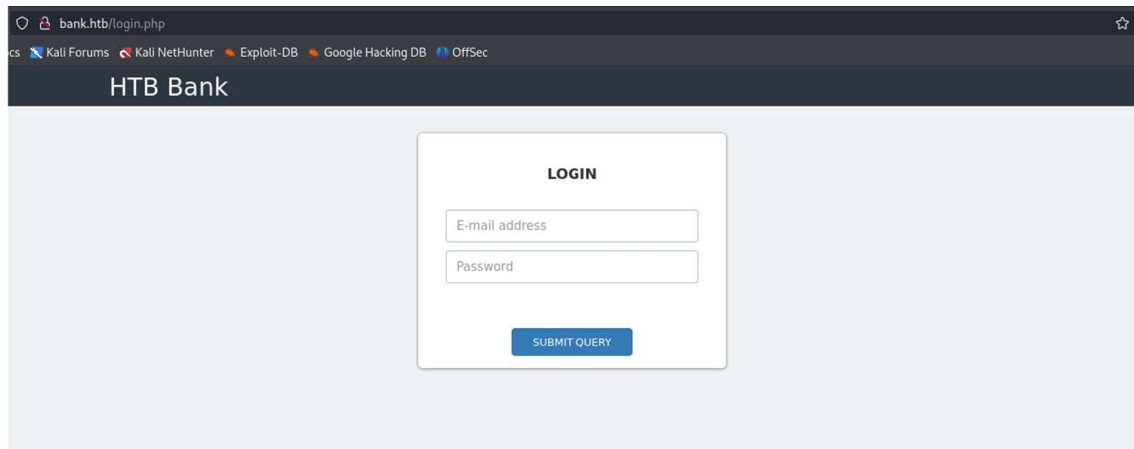 bank.htb/login.php
cs Kali Forums Kali NetHunter Exploit-DB Google Hacking DB OffSec
HTB Bank
LOGIN
E-mail address
Password
SUBMIT QUERY